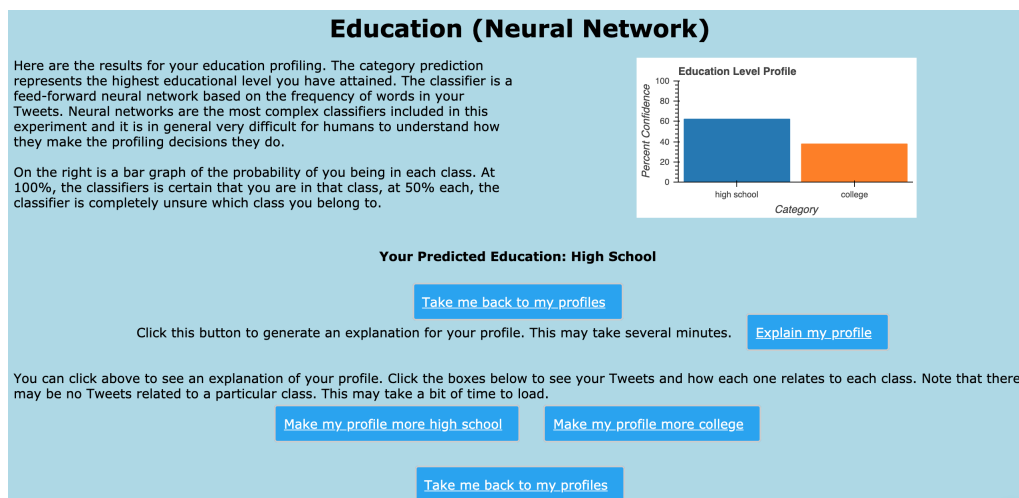 Education (Neural Network)
Here are the results for your education profiling. The category prediction
represents the highest educational level you have attained. The classifier is a
feed-forward neural network based on the frequency of words in your
Tweets. Neural networks are the most complex classifiers included in this
experiment and it is in general very difficult for humans to understand how
they make the profiling decisions they do.
On the right is a bar graph of the probability of you being in each class. At
100%, the classifiers is certain that you are in that class, at 50% each, the
classifier is completely unsure which class you belong to.
Education Level Profile
Percent Confidence
100
80
60
40
20
0
high school
college
Category
Your Predicted Education: High School
Take me back to my profiles
Click this button to generate an explanation for your profile. This may take several minutes.
Explain my profile
You can click above to see an explanation of your profile. Click the boxes below to see your Tweets and how each one relates to each class. Note that there
may be no Tweets related to a particular class. This may take a bit of time to load.
Make my profile more high school
Make my profile more college
Take me back to my profiles